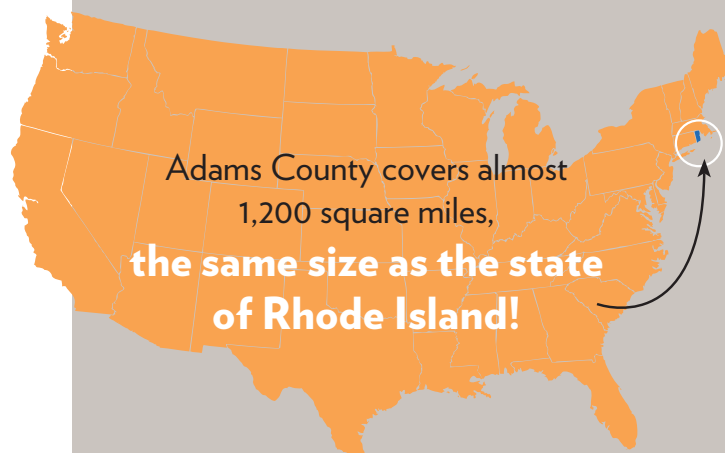 Adams County covers almost
1,200 square miles,
the same size as the state
of Rhode Island!